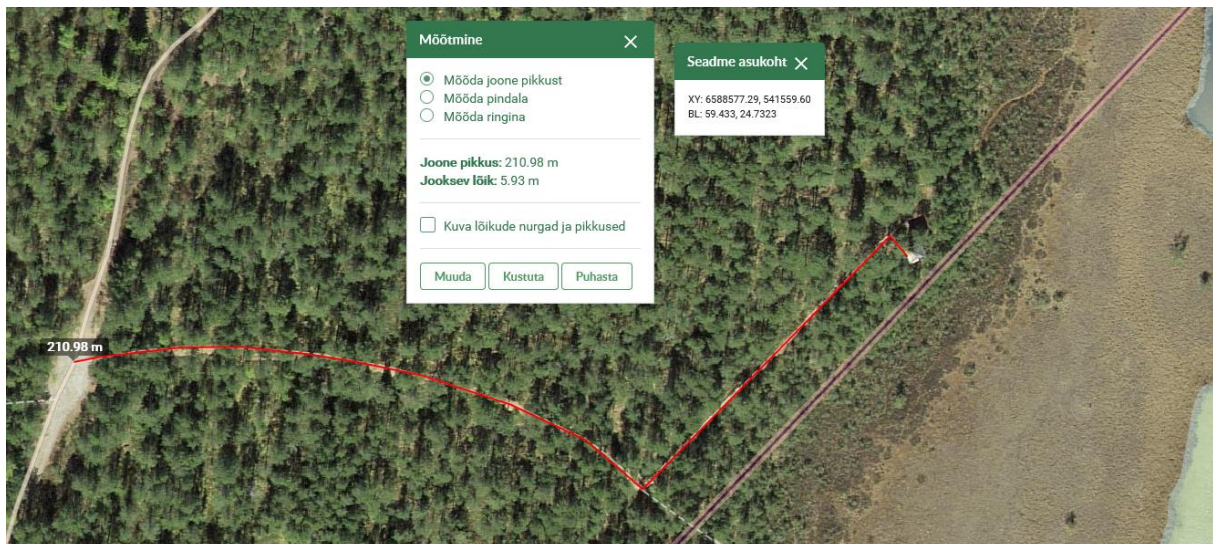 Mõõtmine
Mõõda joone pikkust
Mõõda pindala
Mõõda ringina
Joone pikkus: 210.98 m
Jooksev lõik: 5.93 m
Kuva lõikude nurgad ja pikkused
Muuda
Kustuta
Puhasta
Seadme asukoht
XY: 6588577.29, 541559.60
BL: 59.433, 24.7323
210.98 m